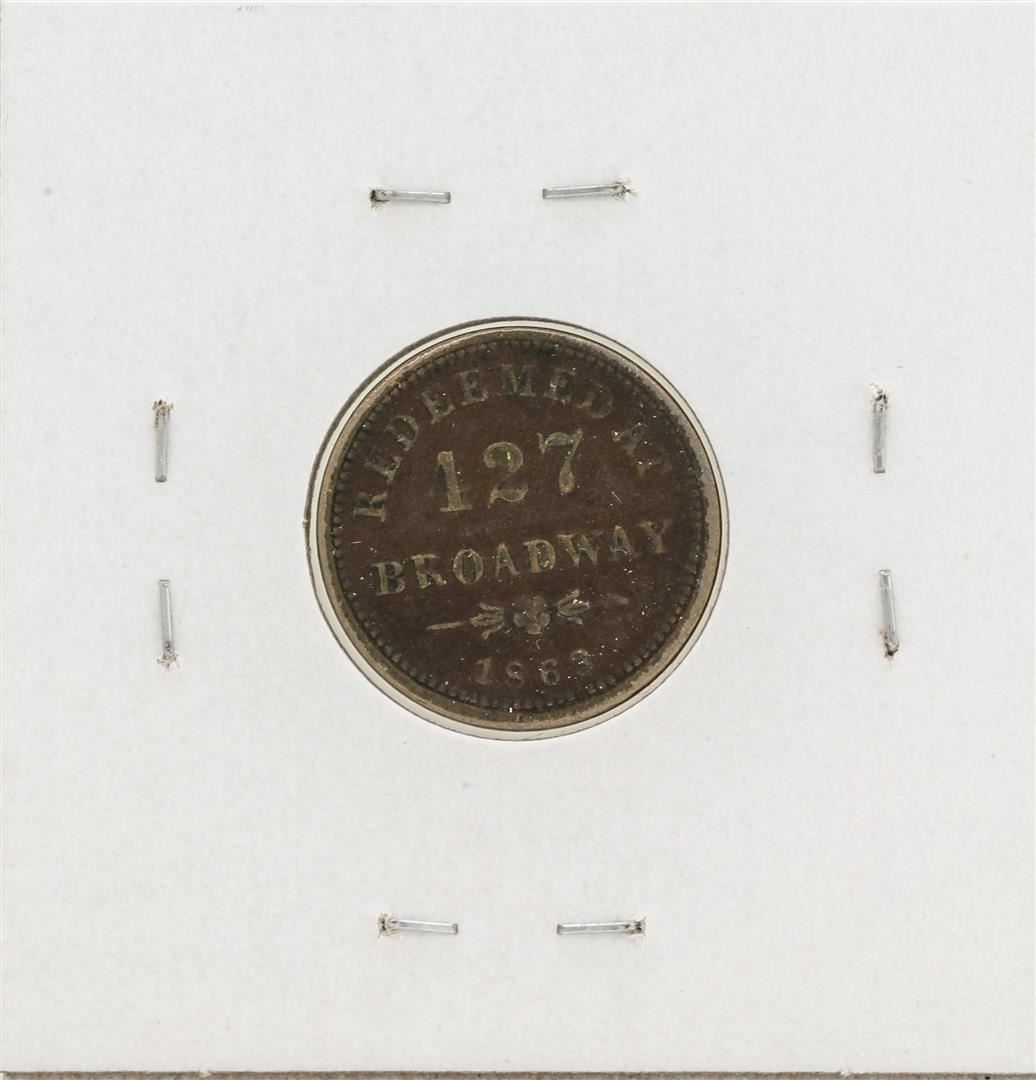 REDEEMED AT
127
BROADWAY
1863